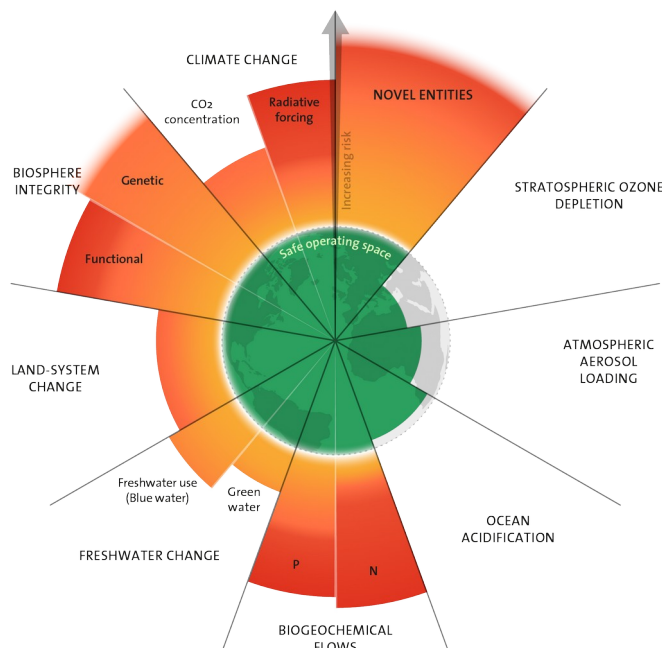 CLIMATE CHANGE
CO2
concentration
Radiative
forcing
NOVEL ENTITIES
Increasing risk
BIOSPHERE
INTEGRITY
Genetic
Functional
STRATOSPHERIC OZONE
DEPLETION
Safe operating space
ATMOSPHERIC
AEROSOL
LOADING
LAND-SYSTEM
CHANGE
Freshwater use
(Blue water)
Green
water
FRESHWATER CHANGE
OCEAN
ACIDIFICATION
P
N
BIOGEOCHEMICAL
FLOWS